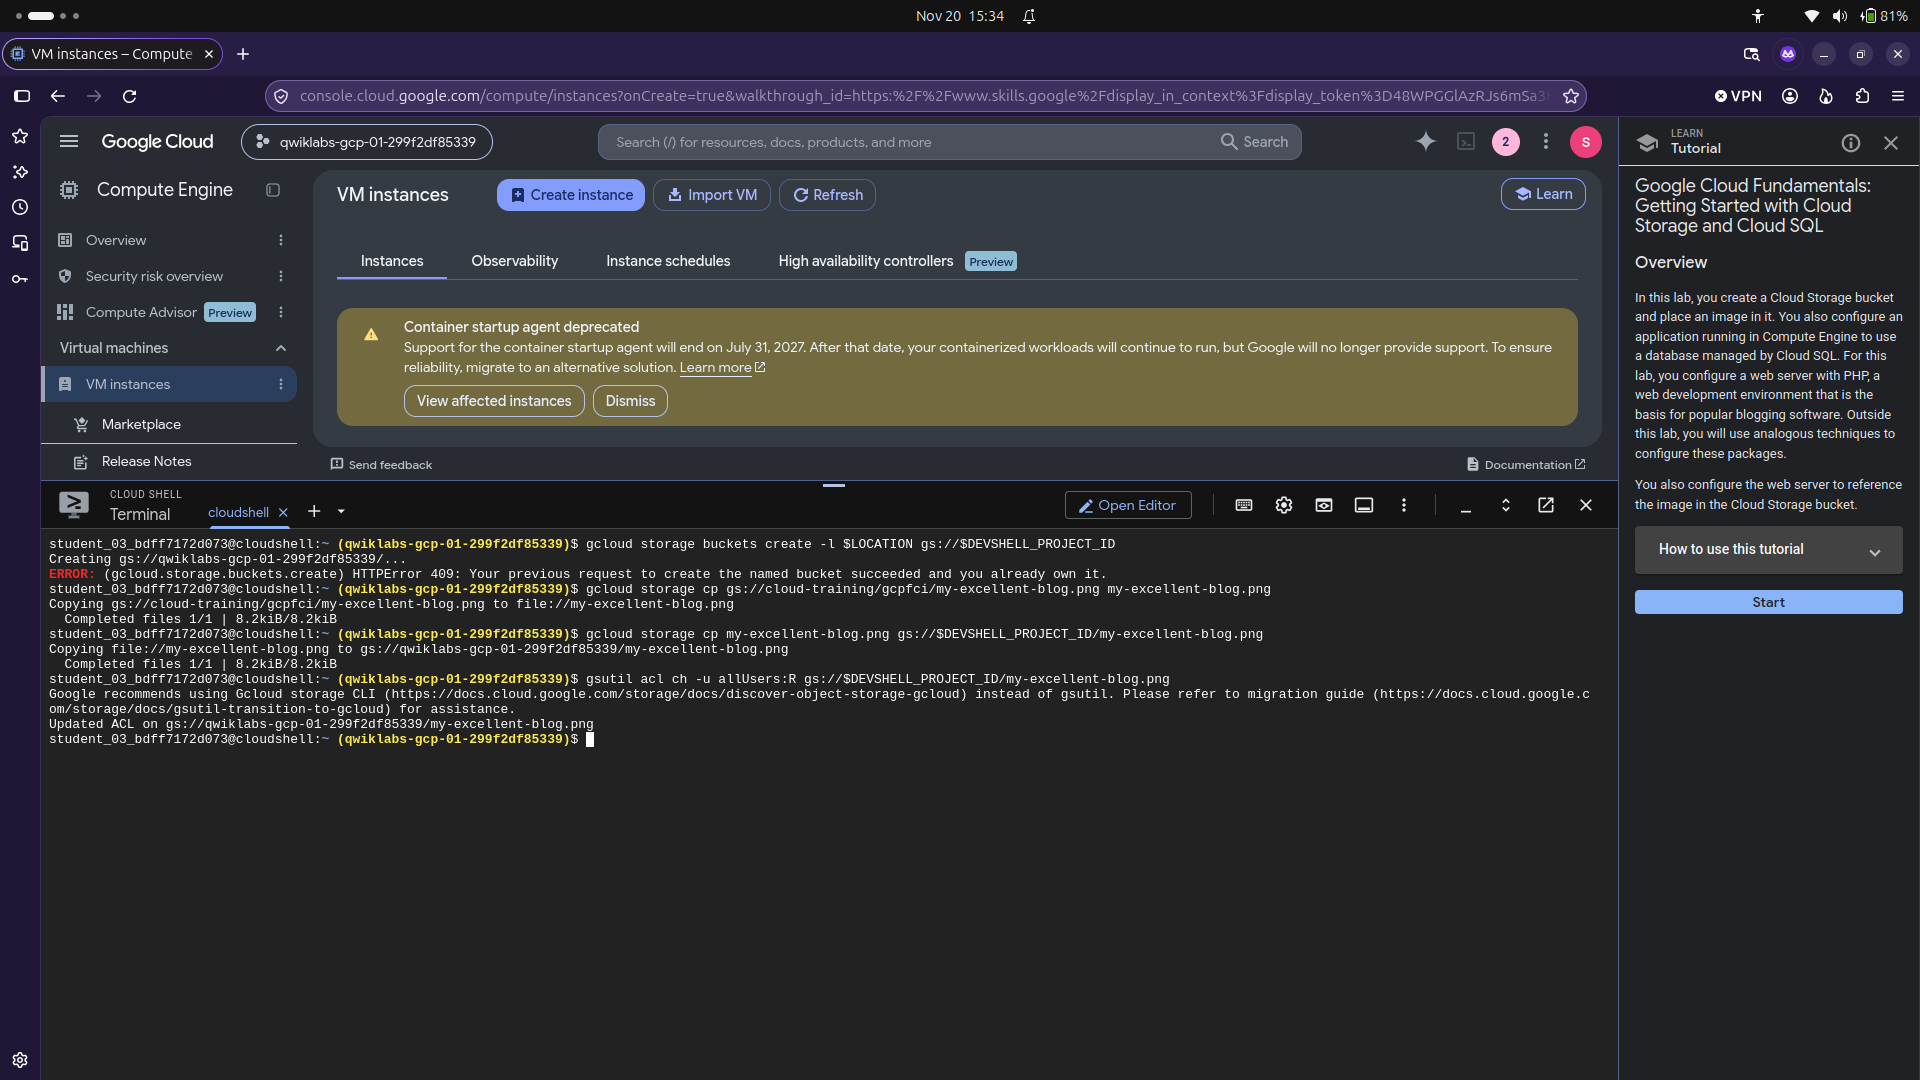 Nov 20 15:34
81%
VM instances – Compute
console.cloud.google.com/compute/instances?onCreate=true&walkthrough_id=https:%2F%2Fwww.skills.google%2Fdisplay_in_context%3Fdisplay_token%3D48WPGGlAzRJs6mSa3
VPN
Google Cloud
qwiklabs-gcp-01-299f2df85339
Search (/) for resources, docs, products, and more
Search
2
S
Compute Engine
Overview
Security risk overview
Compute Advisor Preview
Virtual machines
VM instances
Marketplace
Release Notes
VM instances
Create instance
Import VM
Refresh
Learn
Instances
Observability
Instance schedules
High availability controllers Preview
Container startup agent deprecated
Support for the container startup agent will end on July 31, 2027. After that date, your containerized workloads will continue to run, but Google will no longer provide support. To ensure
reliability, migrate to an alternative solution. Learn more
View affected instances
Dismiss
Send feedback
Documentation
CLOUD SHELL
Terminal
cloudshell
Open Editor
student_03_bdff7172d073@cloudshell:~ (qwiklabs-gcp-01-299f2df85339)$ gcloud storage buckets create -l $LOCATION gs://$DEVSHELL_PROJECT_ID
Creating gs://qwiklabs-gcp-01-299f2df85339/...
ERROR: (gcloud.storage.buckets.create) HTTPError 409: Your previous request to create the named bucket succeeded and you already own it.
student_03_bdff7172d073@cloudshell:~ (qwiklabs-gcp-01-299f2df85339)$ gcloud storage cp gs://cloud-training/gcpfci/my-excellent-blog.png my-excellent-blog.png
Copying gs://cloud-training/gcpfci/my-excellent-blog.png to file://my-excellent-blog.png
Completed files 1/1 | 8.2kiB/8.2kiB
student_03_bdff7172d073@cloudshell:~ (qwiklabs-gcp-01-299f2df85339)$ gcloud storage cp my-excellent-blog.png gs://$DEVSHELL_PROJECT_ID/my-excellent-blog.png
Copying file://my-excellent-blog.png to gs://qwiklabs-gcp-01-299f2df85339/my-excellent-blog.png
Completed files 1/1 | 8.2kiB/8.2kiB
student_03_bdff7172d073@cloudshell:~ (qwiklabs-gcp-01-299f2df85339)$ gsutil acl ch -u allUsers:R gs://$DEVSHELL_PROJECT_ID/my-excellent-blog.png
Google recommends using Gcloud storage CLI (https://docs.cloud.google.com/storage/docs/discover-object-storage-gcloud) instead of gsutil. Please refer to migration guide (https://docs.cloud.google.c
om/storage/docs/gsutil-transition-to-gcloud) for assistance.
Updated ACL on gs://qwiklabs-gcp-01-299f2df85339/my-excellent-blog.png
student_03_bdff7172d073@cloudshell:~ (qwiklabs-gcp-01-299f2df85339)$
LEARN
Tutorial
Google Cloud Fundamentals:
Getting Started with Cloud
Storage and Cloud SQL
Overview
In this lab, you create a Cloud Storage bucket
and place an image in it. You also configure an
application running in Compute Engine to use
a database managed by Cloud SQL. For this
lab, you configure a web server with PHP, a
web development environment that is the
basis for popular blogging software. Outside
this lab, you will use analogous techniques to
configure these packages.
You also configure the web server to reference
the image in the Cloud Storage bucket.
How to use this tutorial
Start